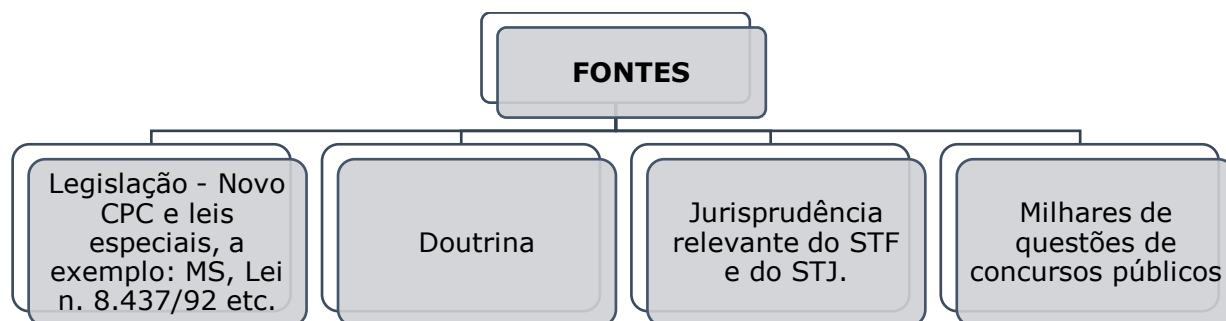 FONTES
Legislação - Novo
CPC e leis
especiais, a
exemplo: MS, Lei
n. 8.437/92 etc.
Doutrina
Jurisprudência
relevante do STF
e do STJ.
Milhares de
questões de
concursos públicos